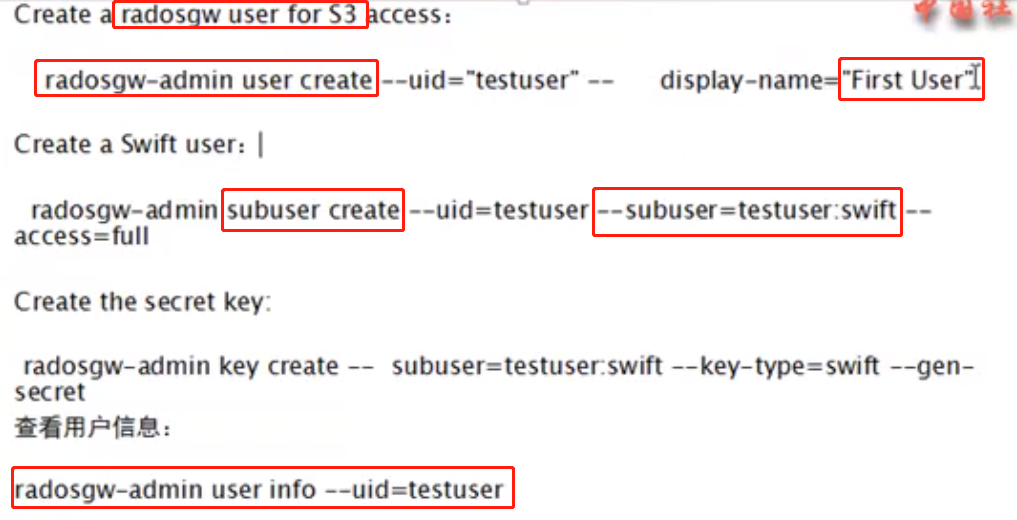 中国社
Create a radosgw user for S3 access：
radosgw-admin user create --uid="testuser" -- display-name="First User"
Create a Swift user：
radosgw-admin subuser create --uid=testuser --subuser=testuser:swift --
access=full
Create the secret key:
radosgw-admin key create -- subuser=testuser:swift --key-type=swift --gen-
secret
查看用户信息：
radosgw-admin user info --uid=testuser